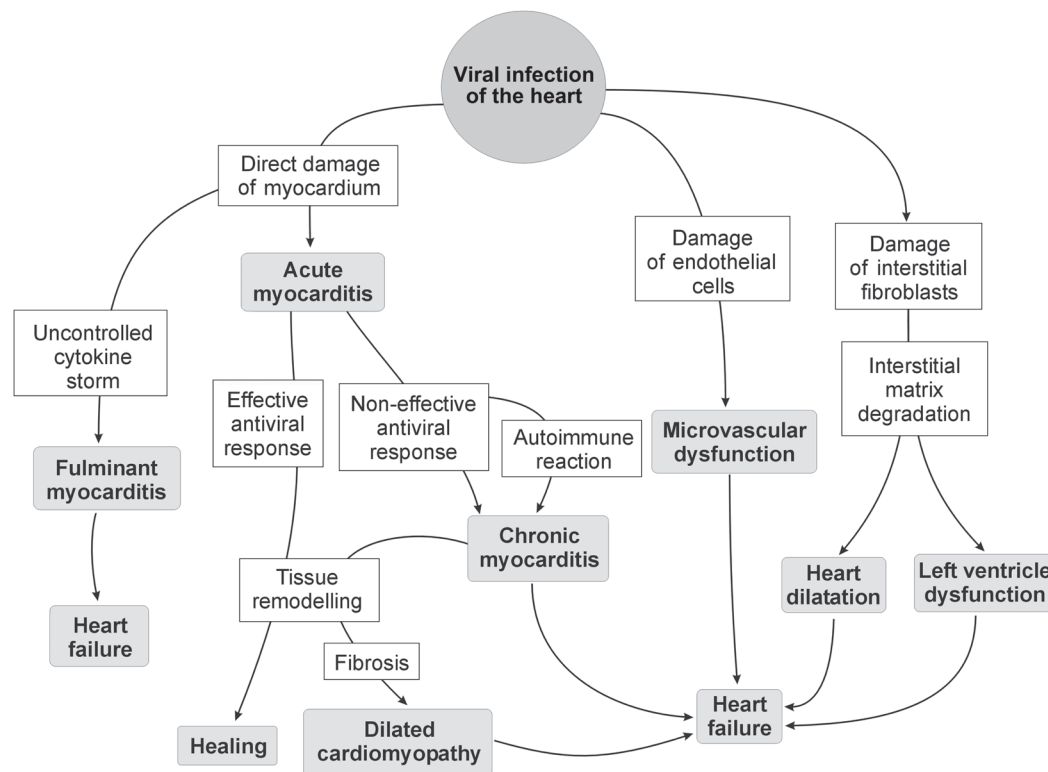 Viral infection
of the heart
Direct damage
of myocardium
Acute
myocarditis
Uncontrolled
cytokine
storm
Fulminant
myocarditis
Heart
failure
Effective
antiviral
response
Non-effective
antiviral
response
Autoimmune
reaction
Chronic
myocarditis
Tissue
remodelling
Fibrosis
Healing
Dilated
cardiomyopathy
Damage
of endothelial
cells
Microvascular
dysfunction
Damage
of interstitial
fibroblasts
Interstitial
matrix
degradation
Heart
dilatation
Left ventricle
dysfunction
Heart
failure